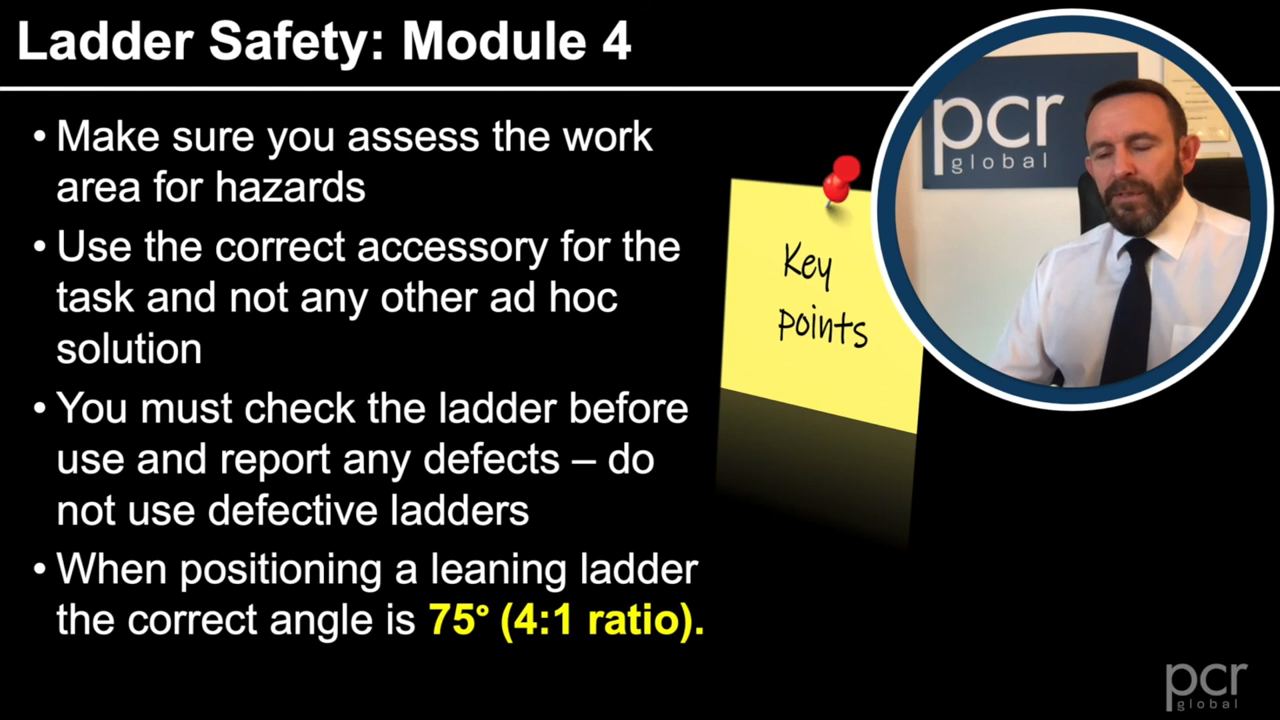 Ladder Safety: Module 4
• Make sure you assess the work
area for hazards
• Use the correct accessory for the
task and not any other ad hoc
solution
• You must check the ladder before
use and report any defects – do
not use defective ladders
• When positioning a leaning ladder
the correct angle is 75° (4:1 ratio).
Key
points
pcr
global
pcr
global